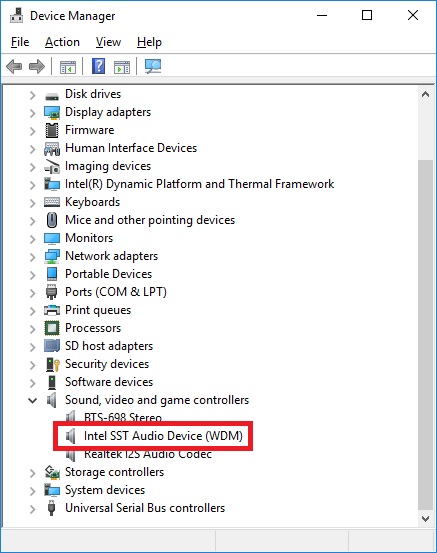 Device Manager
File Action View Help
Disk drives
Display adapters
Firmware
Human Interface Devices
Imaging devices
Intel(R) Dynamic Platform and Thermal Framework
Keyboards
Mice and other pointing devices
Monitors
Network adapters
Portable Devices
Ports (COM & LPT)
Print queues
Processors
SD host adapters
Security devices
Software devices
Sound, video and game controllers
BTS-698 Stereo
Intel SST Audio Device (WDM)
Realtek I2S Audio Codec
Storage controllers
System devices
Universal Serial Bus controllers